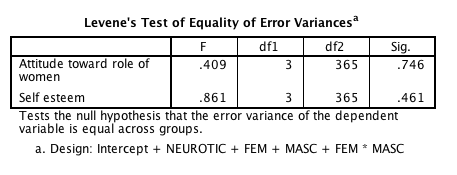 Levene's Test of Equality of Error Variancesa
F df1 df2 Sig.
Attitude toward role of women .409 3 365 .746
Self esteem .861 3 365 .461
Tests the null hypothesis that the error variance of the dependent
variable is equal across groups.
a. Design: Intercept + NEUROTIC + FEM + MASC + FEM * MASC